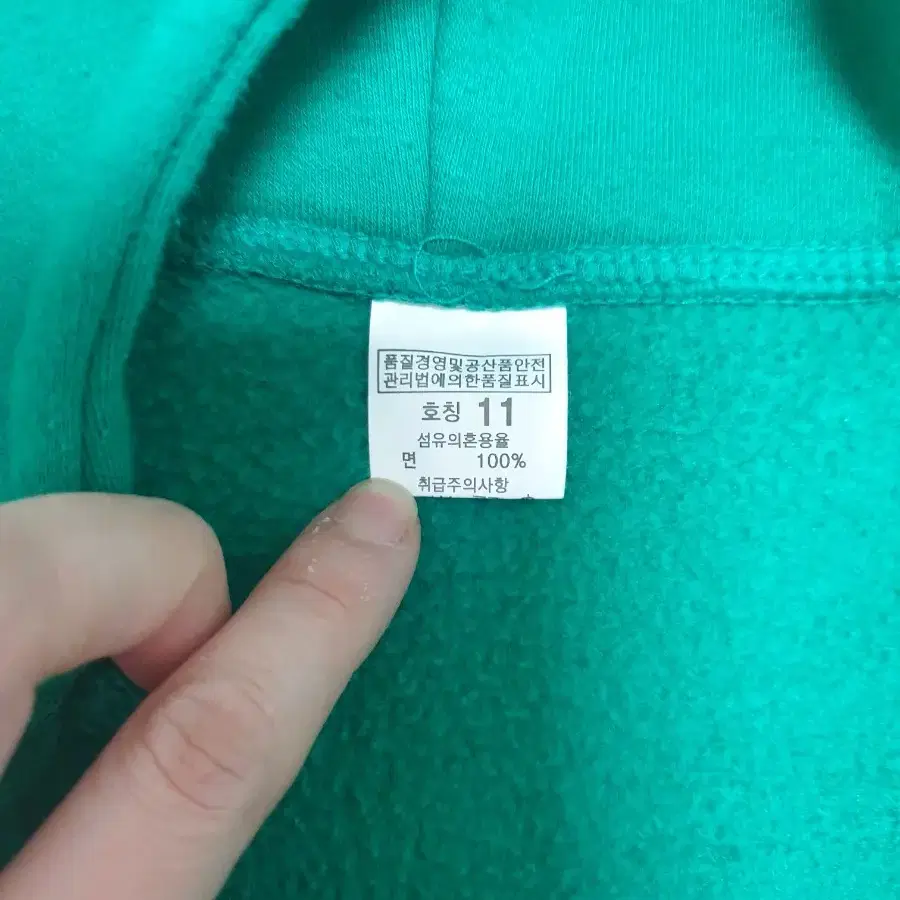 품질경영및공산품안전
관리법에의한품질표시
호칭 11
섬유의혼용율
면 100%
취급주의사항